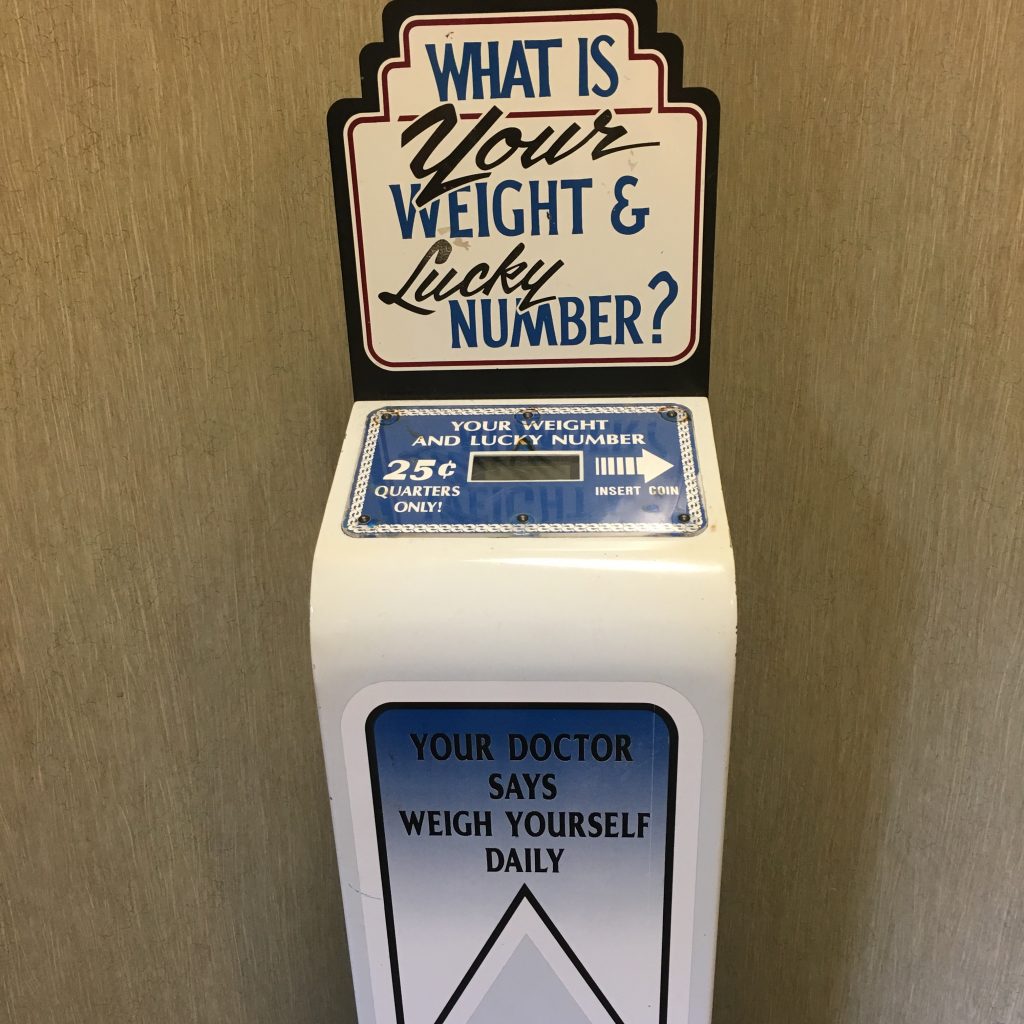 WHAT IS
Your
WEIGHT &
Lucky
NUMBER?
YOUR WEIGHT
AND LUCKY NUMBER
25¢
QUARTERS
ONLY!
INSERT COIN
YOUR DOCTOR
SAYS
WEIGH YOURSELF
DAILY